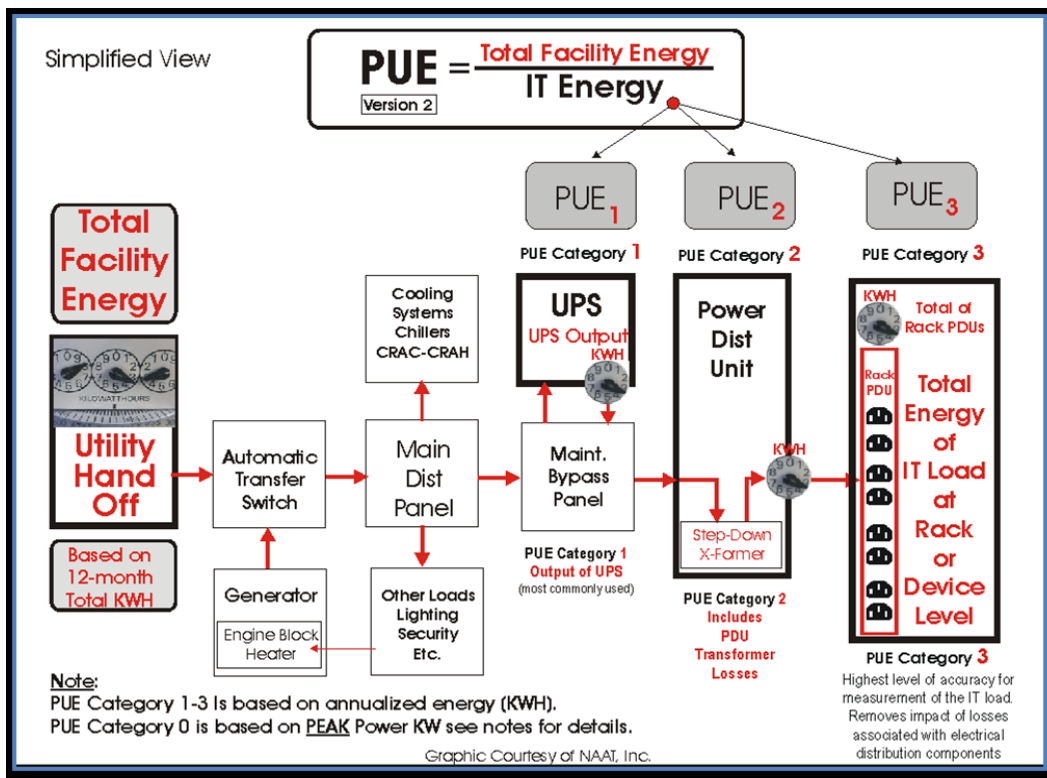 Simplified View
PUE = Total Facility Energy
IT Energy
Version 2
PUE1
PUE2
PUE3
PUE Category 1
PUE Category 2
PUE Category 3
Total
Facility
Energy
KILOWATTHOURS
Utility
Hand
Off
Based on
12-month
Total KWH
Automatic
Transfer
Switch
Generator
Engine Block
Heater
Cooling
Systems
Chillers
CRAC-CRAH
Main
Dist
Panel
Other Loads
Lighting
Security
Etc.
UPS
UPS Output
KWH
Maint.
Bypass
Panel
PUE Category 1
Output of UPS
(most commonly used)
Power
Dist
Unit
KWH
Step-Down
X-Farmer
PUE Category 2
Includes
PDU
Transformer
Losses
KWH
Total of
Rack PDUs
Rack
PDU
Total
Energy
of
IT Load
at
Rack
or
Device
Level
PUE Category 3
Highest level of accuracy for
measurement of the IT load.
Removes impact of losses
associated with electrical
distribution components
Note:
PUE Category 1-3 Is based on annualized energy (KWH).
PUE Category 0 is based on PEAK Power KW see notes for details.
Graphic Courtesy of NAAT, Inc.